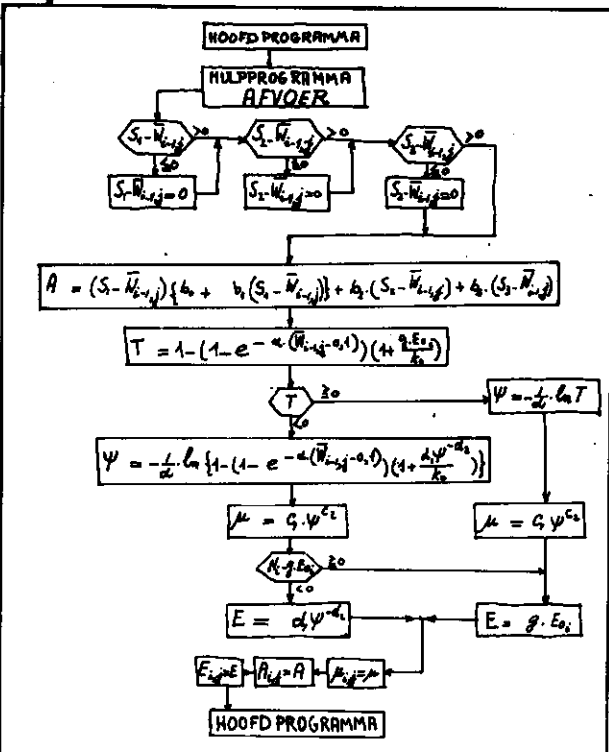 HOOFD PROGRAMMA
HULPPROGRAMMA
AFVOER
S₁-W̅ᵢ₋₁,ⱼ >0 S₂-W̅ᵢ₋₁,ⱼ >0 S₃-W̅ᵢ₋₁,ⱼ >0
≦0 ≦0 ≦0
S₁-W̅ᵢ₋₁,ⱼ=0 S₂-W̅ᵢ₋₁,ⱼ=0 S₃-W̅ᵢ₋₁,ⱼ=0
A = (S₁-W̅ᵢ₋₁,ⱼ){b₀ + b₁(S₁-W̅ᵢ₋₁,ⱼ)} + b₂.(S₂-W̅ᵢ₋₁,ⱼ) + b₃.(S₃-W̅ᵢ₋₁,ⱼ)
T = 1-(1-e^-α.(W̅ᵢ₋₁,ⱼ-0,1))(1+ g.E₀ᵢ/k₀)
T ≧0 Ψ = -1/α . ln T
<0
Ψ = -1/α . ln {1-(1-e^-α(W̅ᵢ₋₁,ⱼ-0,1))(1+ d₁Ψ^-d₂/k₀)}
μ = C₁.Ψ^C₂ μ = C₁Ψ^C₂
Nᵢ-g.E₀ᵢ ≧0
<0
E = d₁Ψ^-d₂ E = g.E₀ᵢ
Eᵢ,ⱼ=E Aᵢ,ⱼ=A μᵢ,ⱼ=μ
HOOFD PROGRAMMA